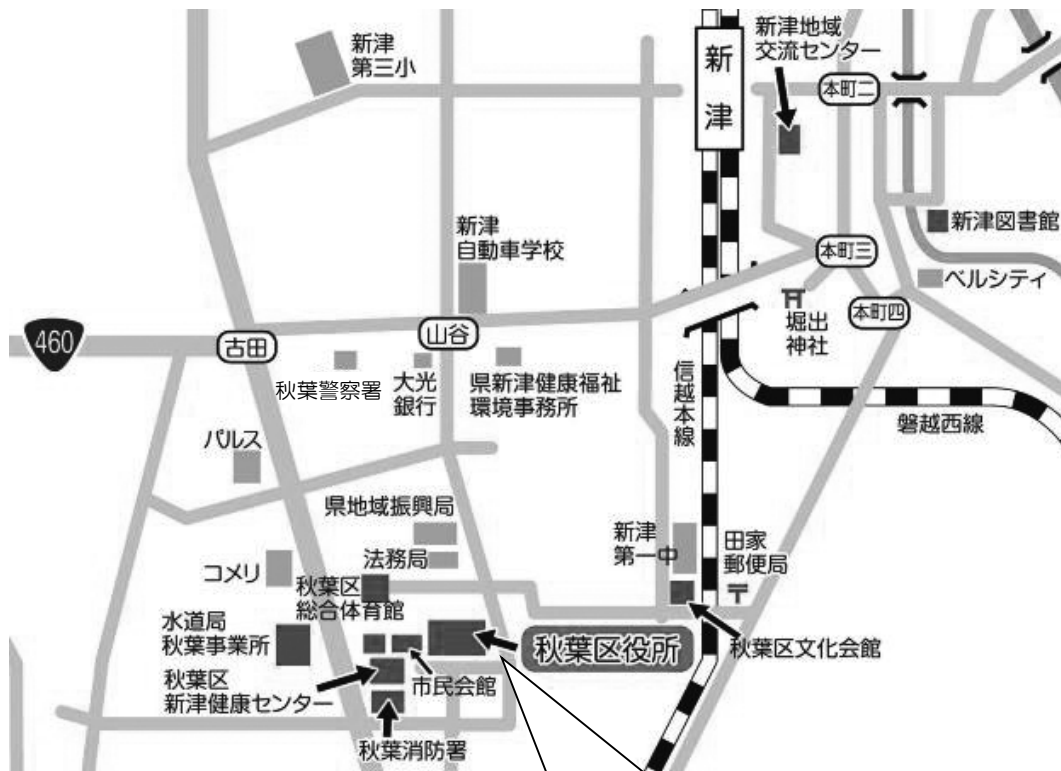 新津
第三小
新津
新津地域
交流センター
本町二
新津図書館
ベルシティ
新津
自動車学校
本町三
堀出
神社
本町四
460
古田
山谷
秋葉警察署
大光
銀行
県新津健康福祉
環境事務所
信越本線
磐越西線
パルス
県地域振興局
法務局
新津
第一中
田家
郵便局
コメリ
秋葉区
総合体育館
水道局
秋葉事業所
秋葉区役所
秋葉区文化会館
秋葉区
新津健康センター
市民会館
秋葉消防署